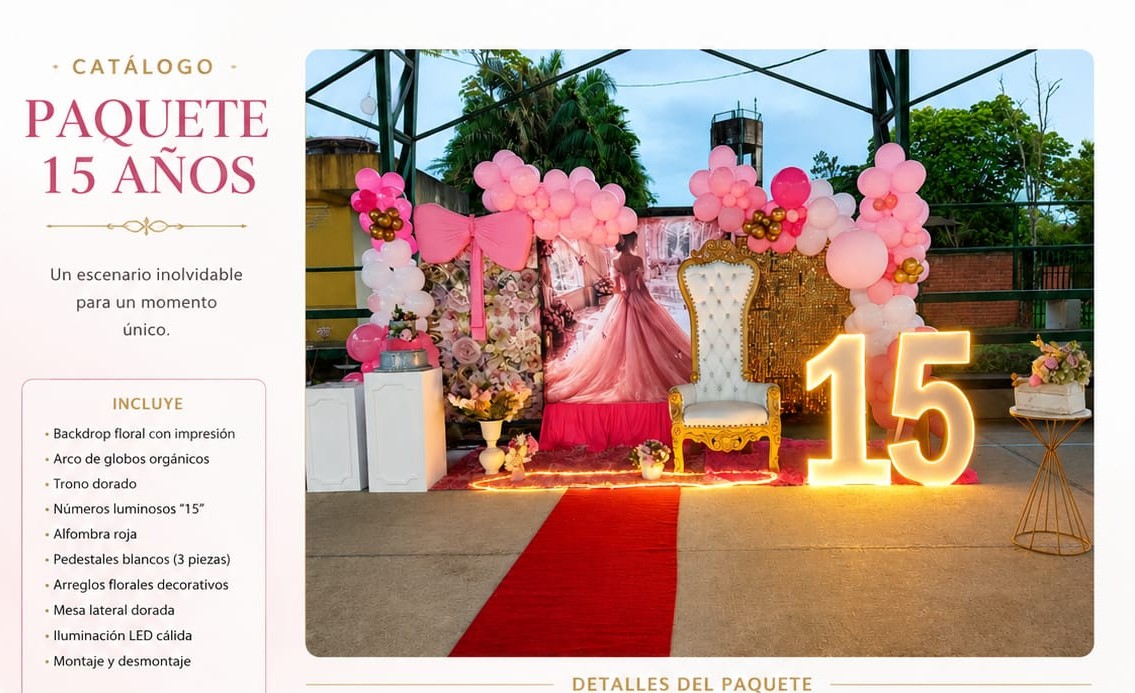 CATÁLOGO
PAQUETE
15 AÑOS
Un escenario inolvidable
para un momento
único.
INCLUYE
• Backdrop floral con impresión
• Arco de globos orgánicos
• Trono dorado
• Números luminosos “15”
• Alfombra roja
• Pedestales blancos (3 piezas)
• Arreglos florales decorativos
• Mesa lateral dorada
• Iluminación LED cálida
• Montaje y desmontaje
15
DETALLES DEL PAQUETE